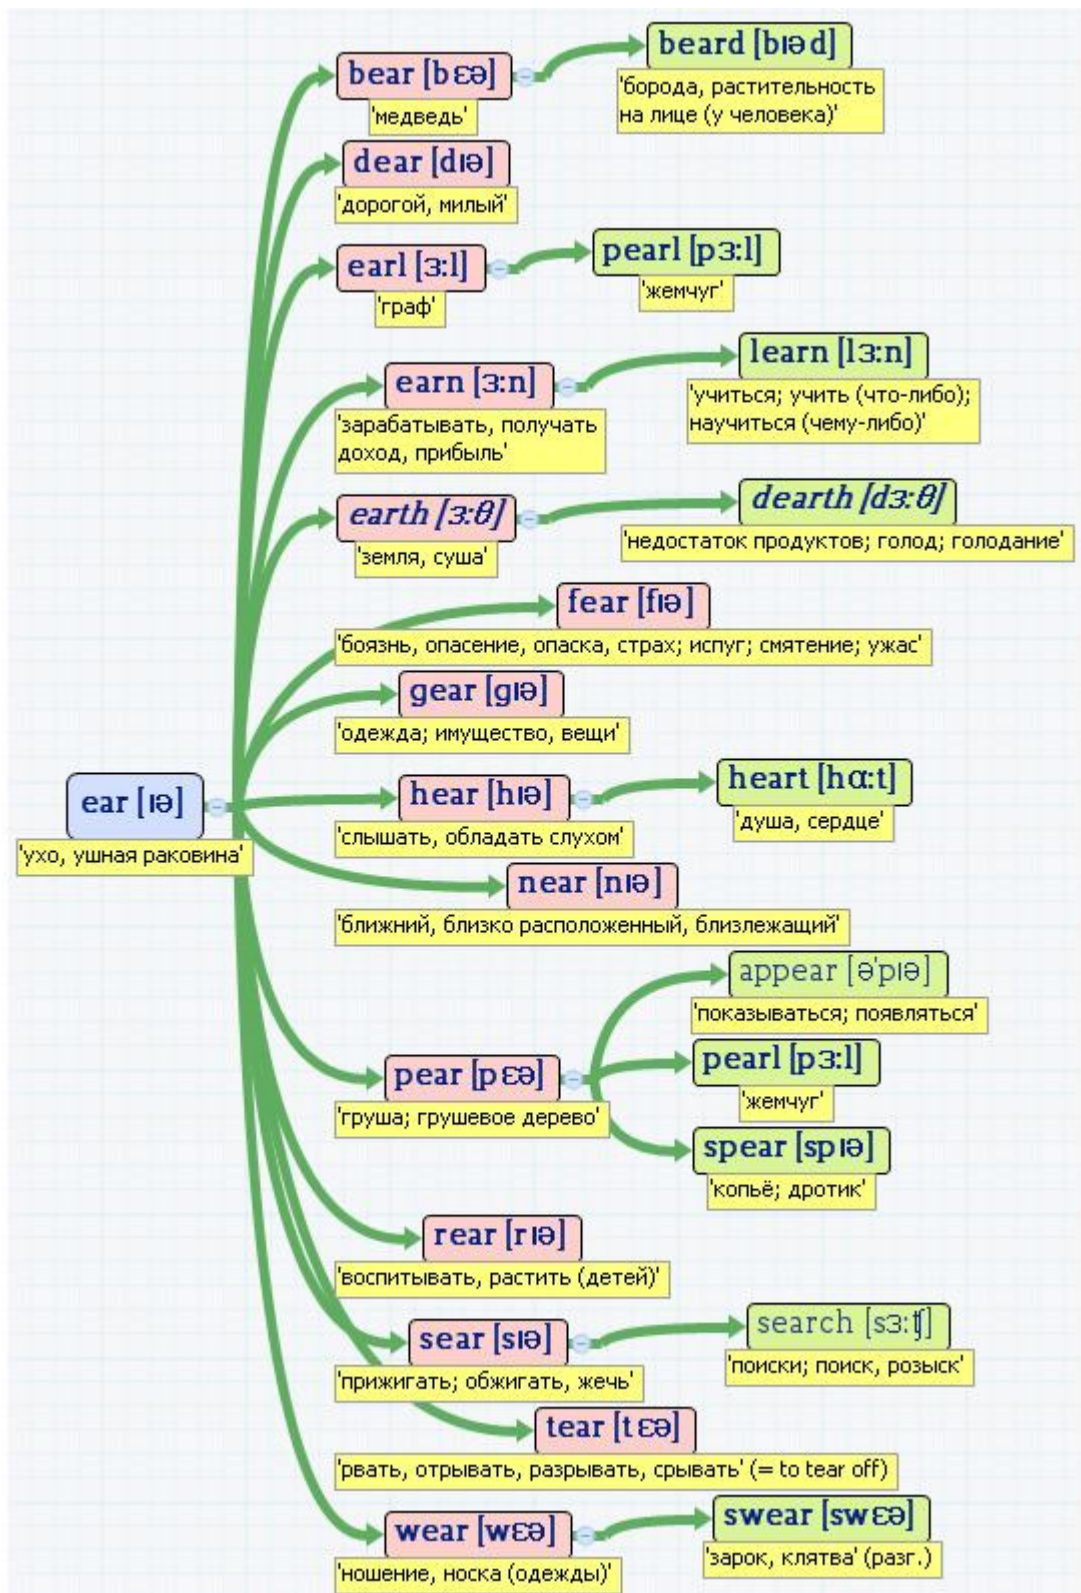 bear [bɛə]
'медведь'
beard [bɪəd]
'борода, растительность
на лице (у человека)'
dear [dɪə]
'дорогой, милый'
earl [ɜ:l]
'граф'
pearl [pɜ:l]
'жемчуг'
earn [ɜ:n]
'зарабатывать, получать
доход, прибыль'
learn [lɜ:n]
'учиться; учить (что-либо);
научиться (чему-либо)'
earth [ɜ:θ]
'земля, суша'
dearth [dɜ:θ]
'недостаток продуктов; голод; голодание'
fear [fɪə]
'боязнь, опасение, опаска, страх; испуг; смятение; ужас'
gear [gɪə]
'одежда; имущество, вещи'
ear [ɪə]
'ухо, ушная раковина'
hear [hɪə]
'слышать, обладать слухом'
heart [hɑ:t]
'душа, сердце'
near [nɪə]
'ближний, близко расположенный, близлежащий'
pear [pɛə]
'груша; грушевое дерево'
appear [ə'pɪə]
'показываться; появляться'
pearl [pɜ:l]
'жемчуг'
spear [spɪə]
'копьё; дротик'
rear [rɪə]
'воспитывать, растить (детей)'
sear [sɪə]
'прижигать; обжигать, жечь'
search [sɜ:ʧ]
'поиски; поиск, розыск'
tear [tɛə]
'рвать, отрывать, разрывать, срывать' (= to tear off)
wear [wɛə]
'ношение, носка (одежды)'
swear [swɛə]
'зарок, клятва' (разг.)